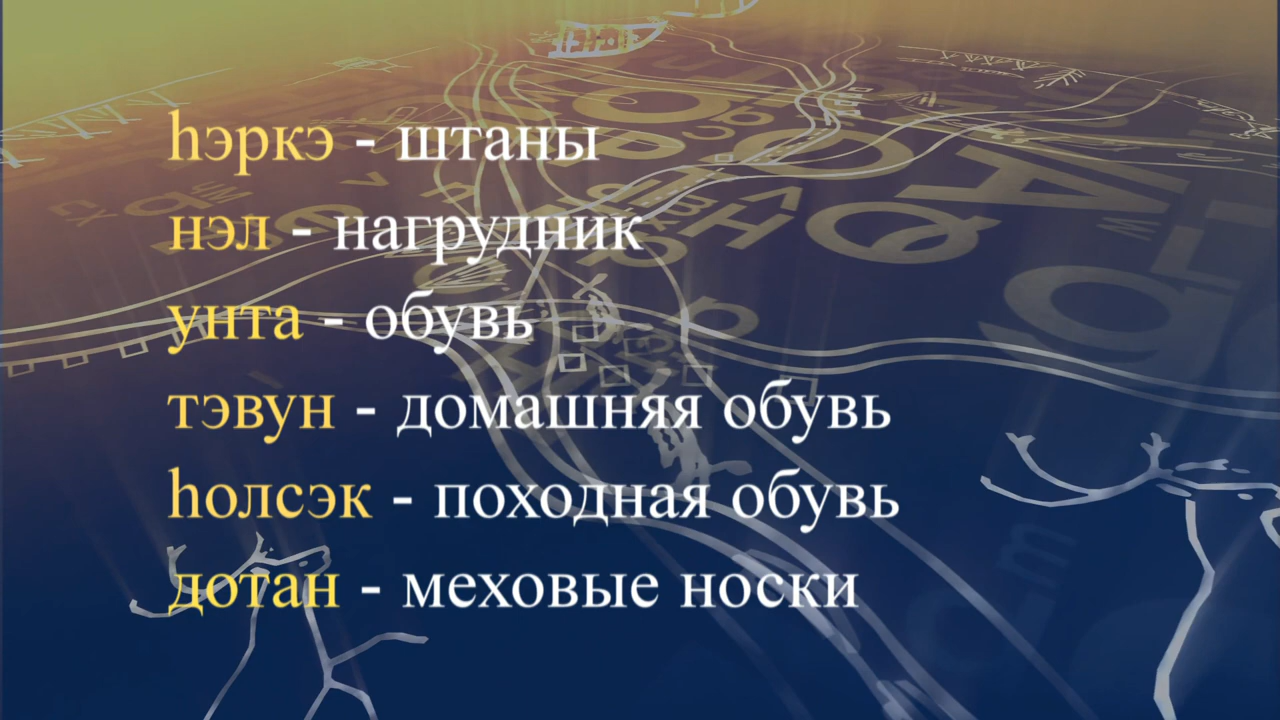 һэркэ - штаны
нэл - нагрудник
унта - обувь
тэвун - домашняя обувь
һолсэк - походная обувь
дотан - меховые носки